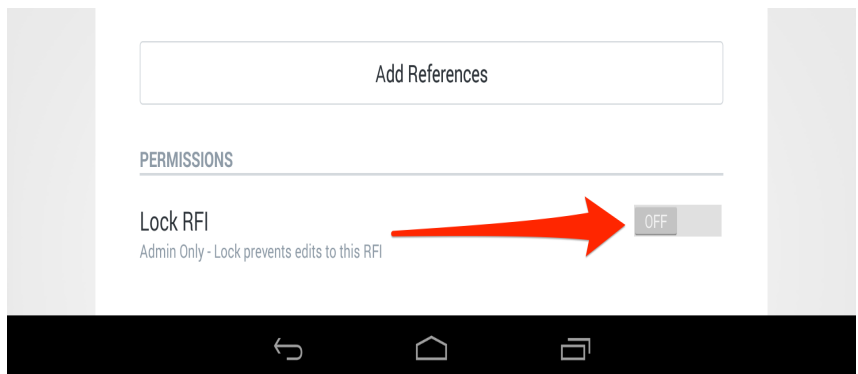 Add References
PERMISSIONS
Lock RFI
OFF
Admin Only - Lock prevents edits to this RFI